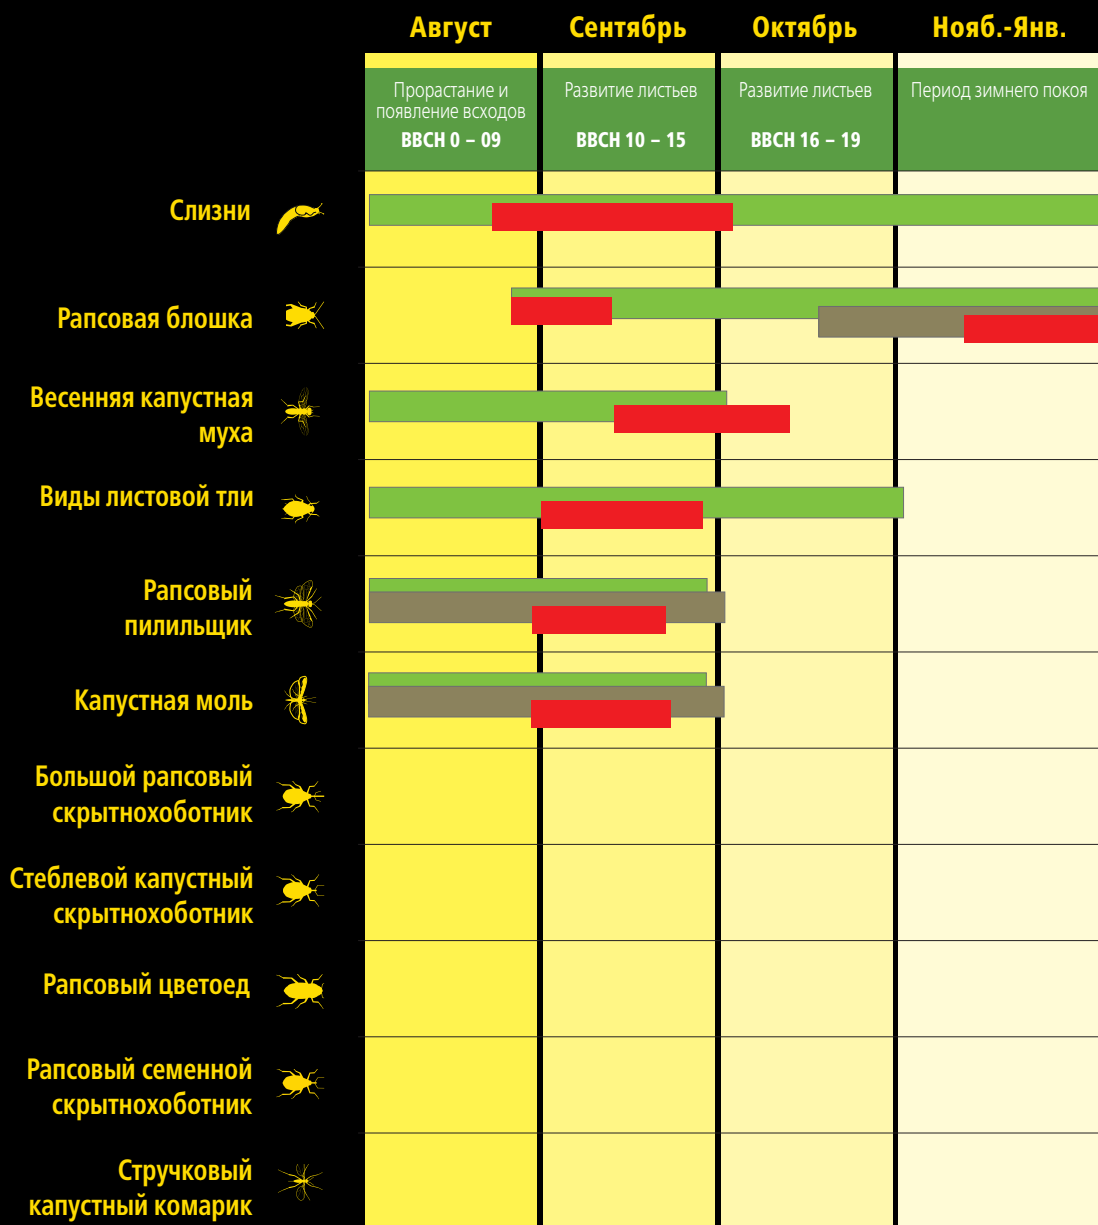 Август Сентябрь Октябрь Нояб.-Янв.
Прорастание и
появление всходов
BBCH 0 – 09
Развитие листьев
BBCH 10 – 15
Развитие листьев
BBCH 16 – 19
Период зимнего покоя
Слизни
Рапсовая блошка
Весенняя капустная
муха
Виды листовой тли
Рапсовый
пилильщик
Капустная моль
Большой рапсовый
скрытнохоботник
Стеблевой капустный
скрытнохоботник
Рапсовый цветоед
Рапсовый семенной
скрытнохоботник
Стручковый
капустный комарик